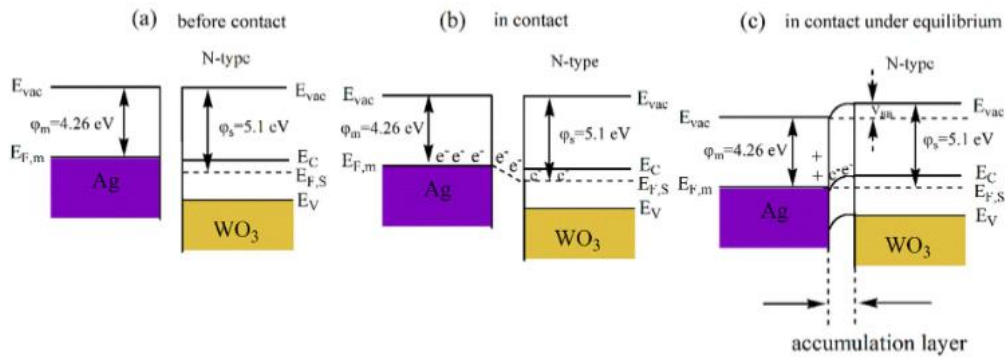 (a) before contact
N-type
E_vac
E_vac
φ_m=4.26 eV
φ_s=5.1 eV
E_F,m
E_C
E_F,S
Ag
E_V
WO_3
(b) in contact
N-type
E_vac
E_vac
φ_m=4.26 eV
φ_s=5.1 eV
E_F,m
e^- e^- e^- e^-
e^-
e^- e^-
E_C
E_F,S
Ag
E_V
WO_3
(c) in contact under equilibrium
N-type
E_vac
E_vac
V_BB
φ_m=4.26 eV
φ_s=5.1 eV
+
+
e^- e^-
E_F,m
E_C
E_F,S
Ag
E_V
WO_3
accumulation layer